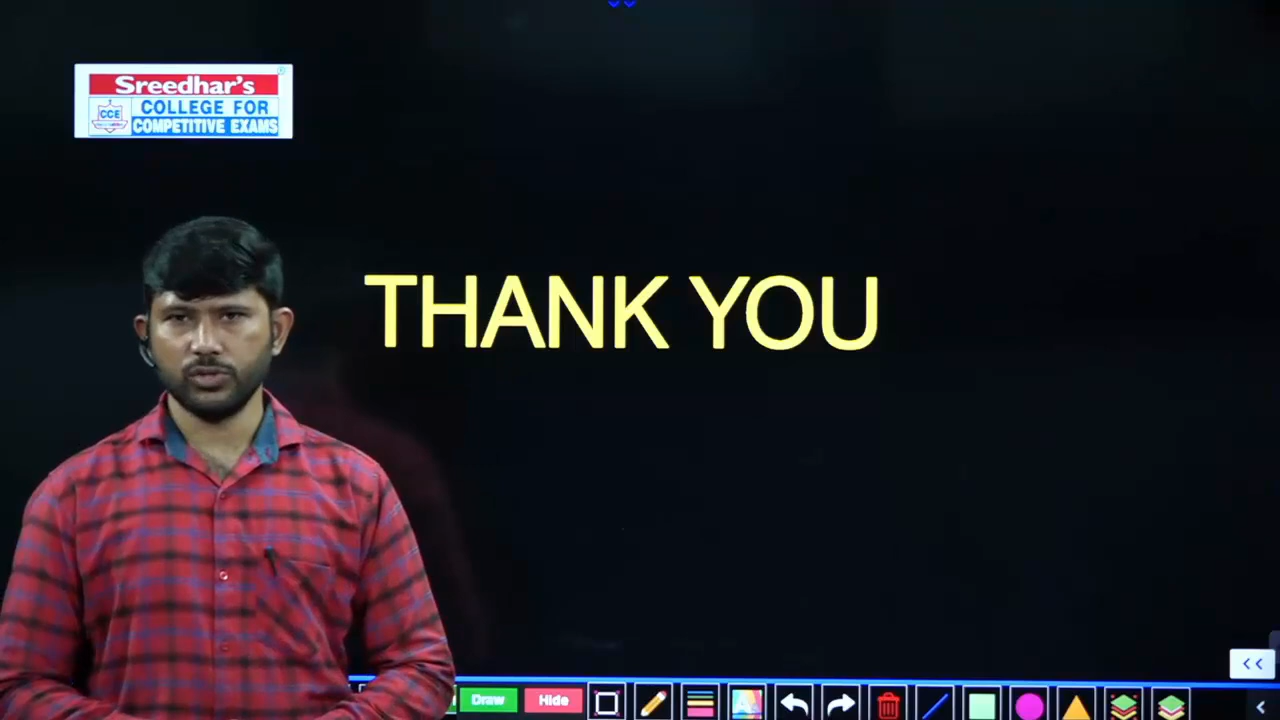 Sreedhar's
CCE
COLLEGE FOR
COMPETITIVE EXAMS
THANK YOU
Draw
Hide